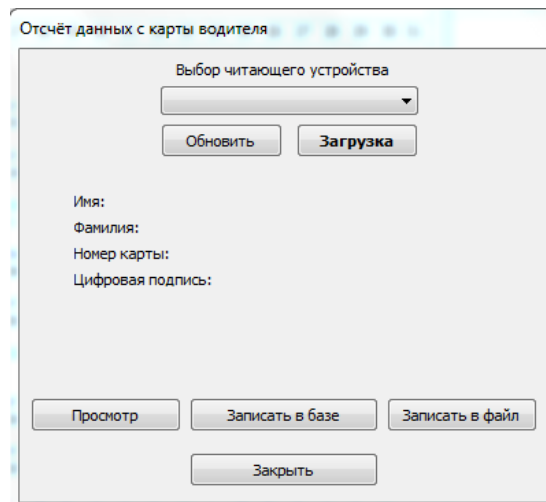 Отсчёт данных с карты водителя
Выбор читающего устройства
Обновить Загрузка
Имя:
Фамилия:
Номер карты:
Цифровая подпись:
Просмотр Записать в базе Записать в файл
Закрыть